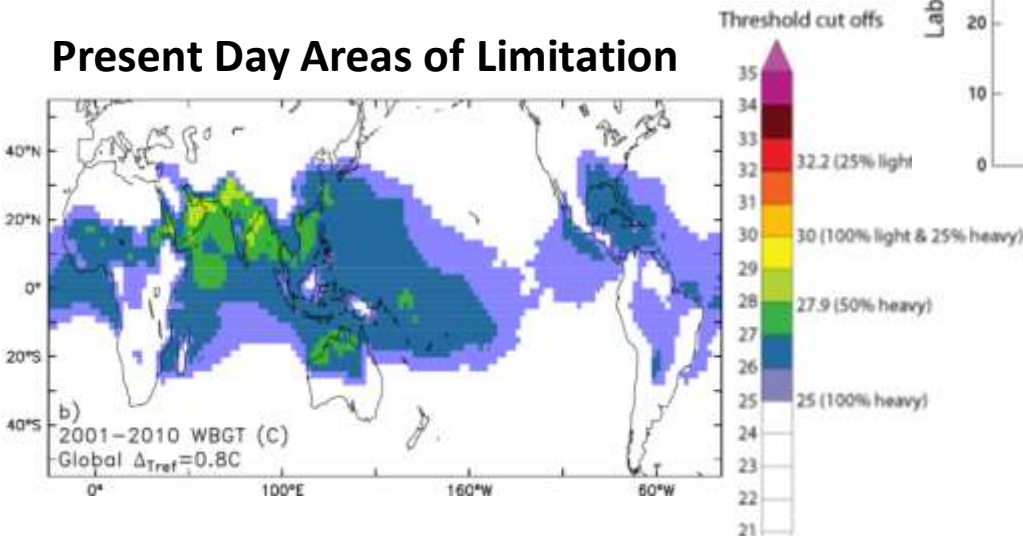 Present Day Areas of Limitation
40°N
20°N
0°
20°S
40°S
b)
2001-2010 WBGT (C)
Global ΔTref=0.8C
0°
100°E
160°W
60°W
Threshold cut offs
35
34
33
32
31
30
29
28
27
26
25
24
23
22
21
32.2 (25% light
30 (100% light & 25% heavy)
27.9 (50% heavy)
25 (100% heavy)
Lab
20
10
0